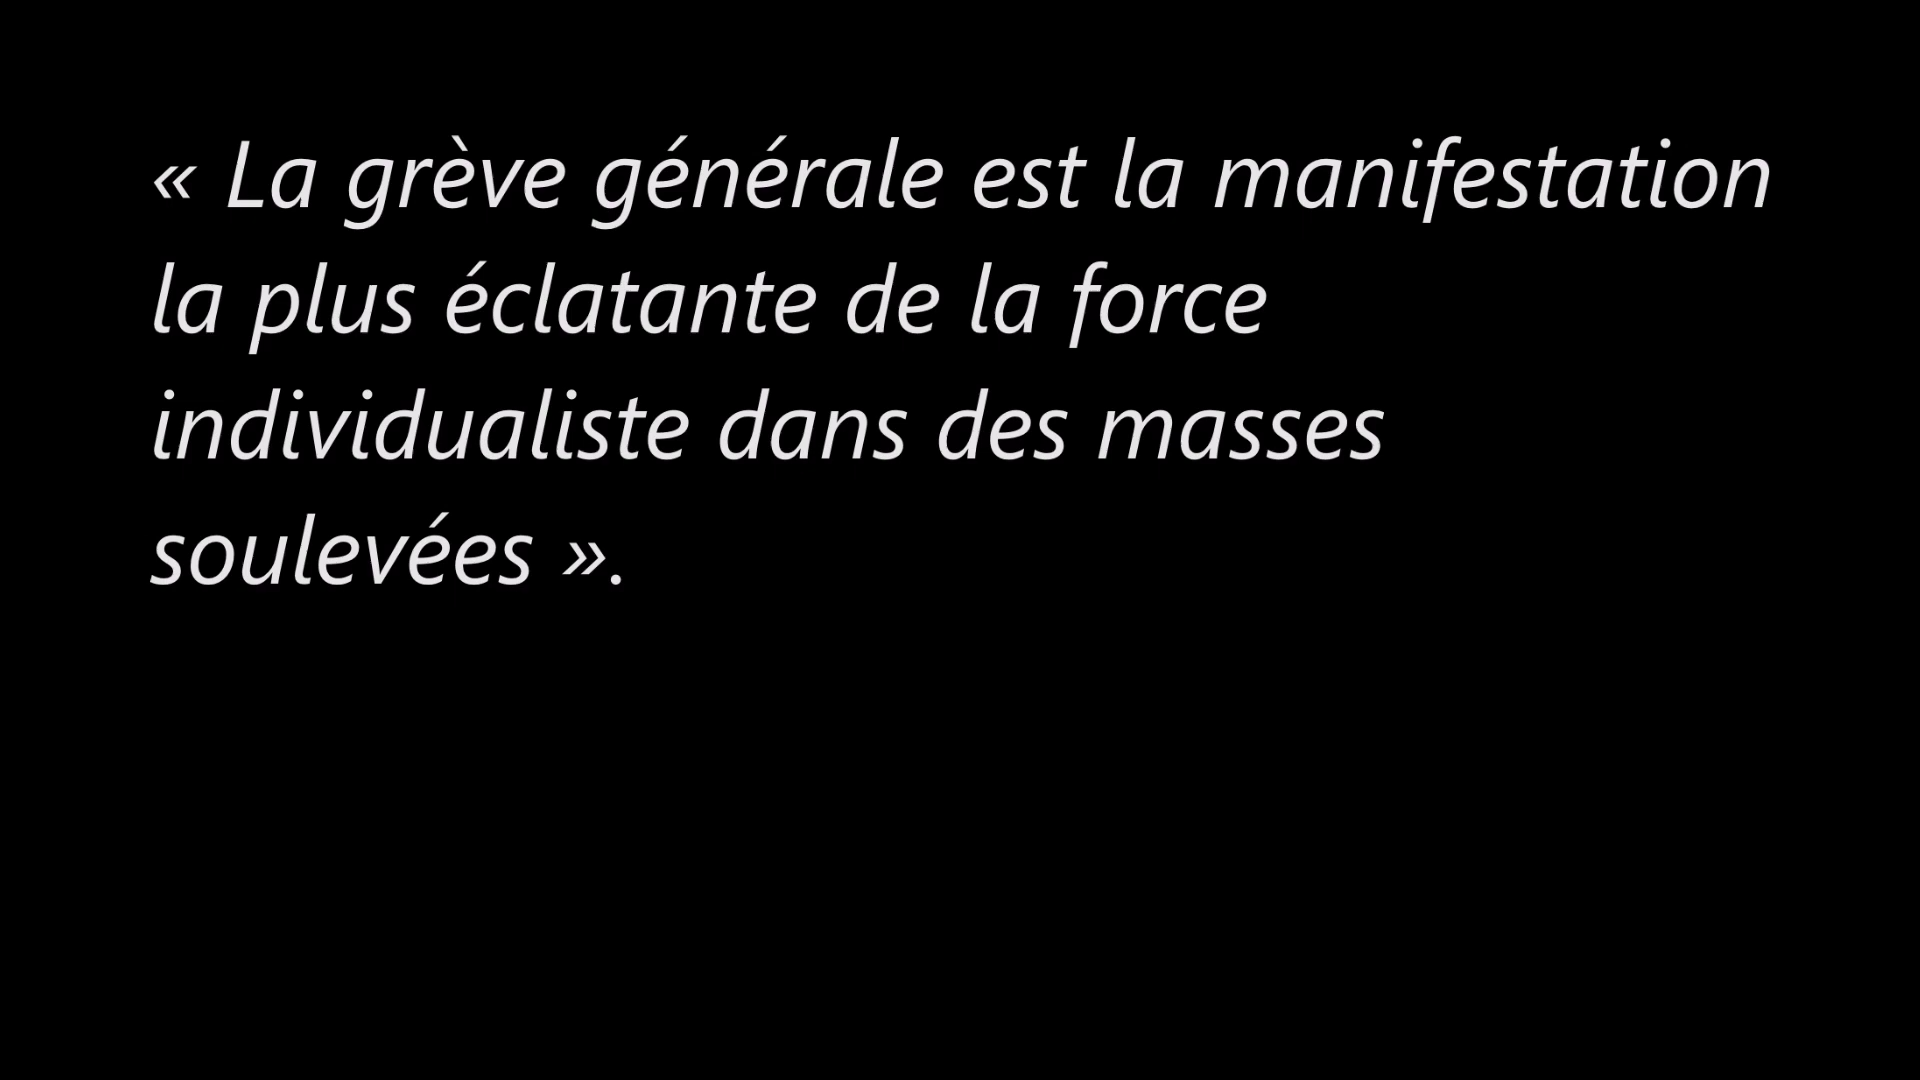 « La grève générale est la manifestation
la plus éclatante de la force
individualiste dans des masses
soulevées ».